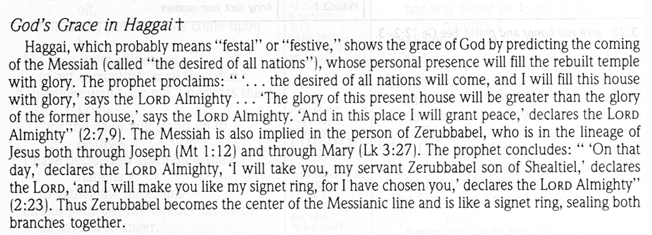 God's Grace in Haggai†
Haggai, which probably means "festal" or "festive," shows the grace of God by predicting the coming
of the Messiah (called "the desired of all nations"), whose personal presence will fill the rebuilt temple
with glory. The prophet proclaims: " '. . . the desired of all nations will come, and I will fill this house
with glory,' says the LORD Almighty . . . 'The glory of this present house will be greater than the glory
of the former house,' says the LORD Almighty. 'And in this place I will grant peace,' declares the LORD
Almighty" (2:7,9). The Messiah is also implied in the person of Zerubbabel, who is in the lineage of
Jesus both through Joseph (Mt 1:12) and through Mary (Lk 3:27). The prophet concludes: " 'On that
day,' declares the LORD Almighty, 'I will take you, my servant Zerubbabel son of Shealtiel,' declares
the LORD, 'and I will make you like my signet ring, for I have chosen you,' declares the LORD Almighty"
(2:23). Thus Zerubbabel becomes the center of the Messianic line and is like a signet ring, sealing both
branches together.